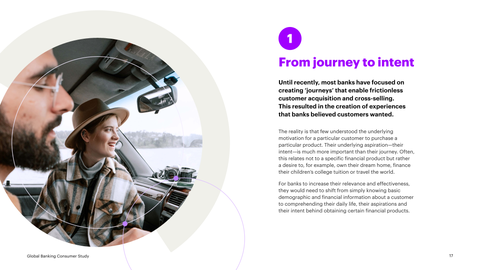 1
From journey to intent
Until recently, most banks have focused on
creating ‘journeys’ that enable frictionless
customer acquisition and cross-selling.
This resulted in the creation of experiences
that banks believed customers wanted.
The reality is that few understood the underlying
motivation for a particular customer to purchase a
particular product. Their underlying aspiration—their
intent—is much more important than their journey. Often,
this relates not to a specific financial product but rather
a desire to, for example, own their dream home, finance
their children's college tuition or travel the world.
For banks to increase their relevance and effectiveness,
they would need to shift from simply knowing basic
demographic and financial information about a customer
to comprehending their daily life, their aspirations and
their intent behind obtaining certain financial products.
Global Banking Consumer Study
17